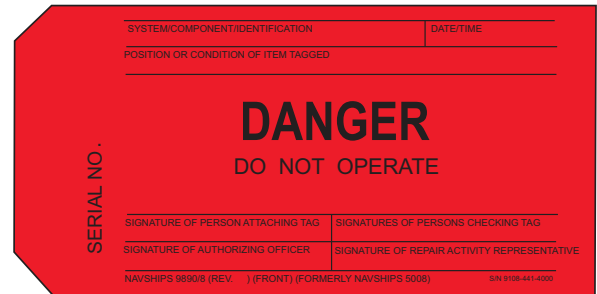 SYSTEM/COMPONENT/IDENTIFICATION DATE/TIME
POSITION OR CONDITION OF ITEM TAGGED
DANGER
DO NOT OPERATE
SERIAL NO.
SIGNATURE OF PERSON ATTACHING TAG SIGNATURES OF PERSONS CHECKING TAG
SIGNATURE OF AUTHORIZING OFFICER SIGNATURE OF REPAIR ACTIVITY REPRESENTATIVE
NAVSHIPS 9890/8 (REV. ) (FRONT) (FORMERLY NAVSHIPS 5008) S/N 9108-441-4000